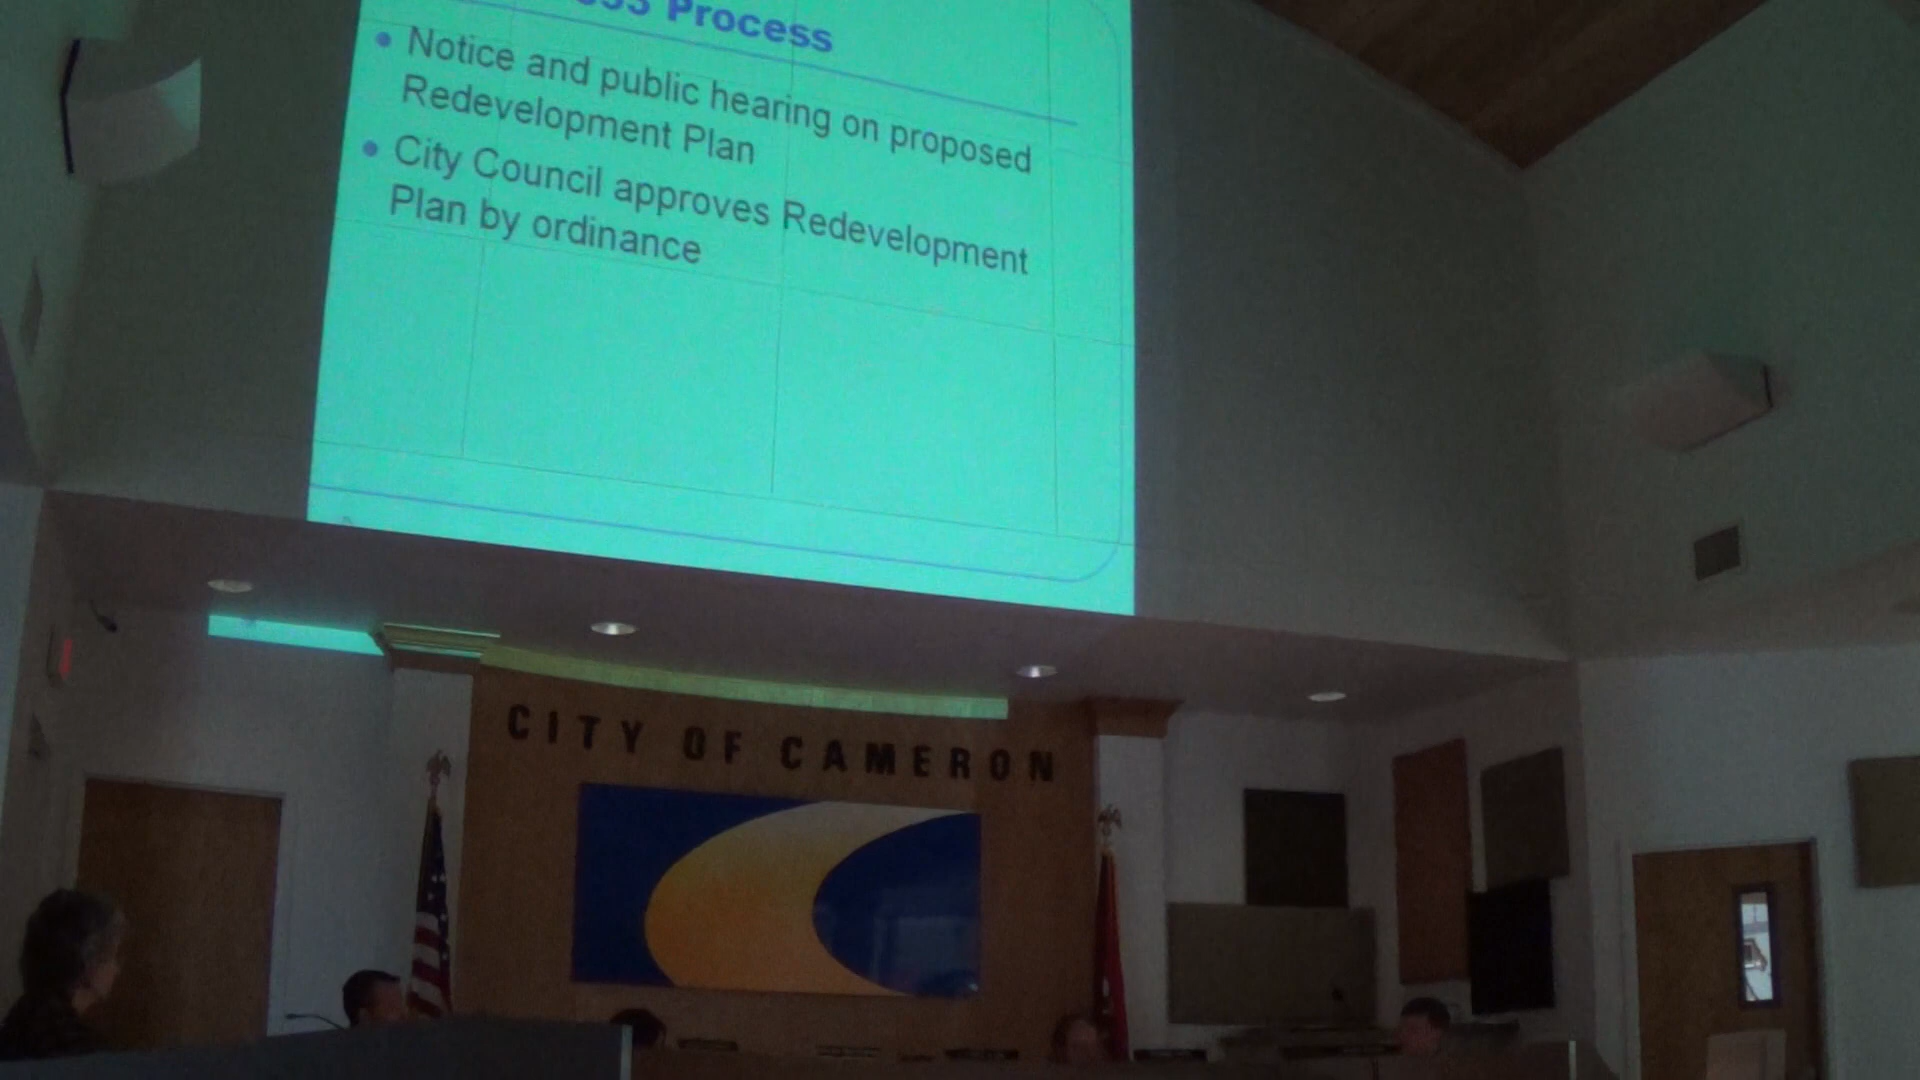 Process
Notice and public hearing on proposed
Redevelopment Plan
City Council approves Redevelopment
Plan by ordinance
CITY OF CAMERON